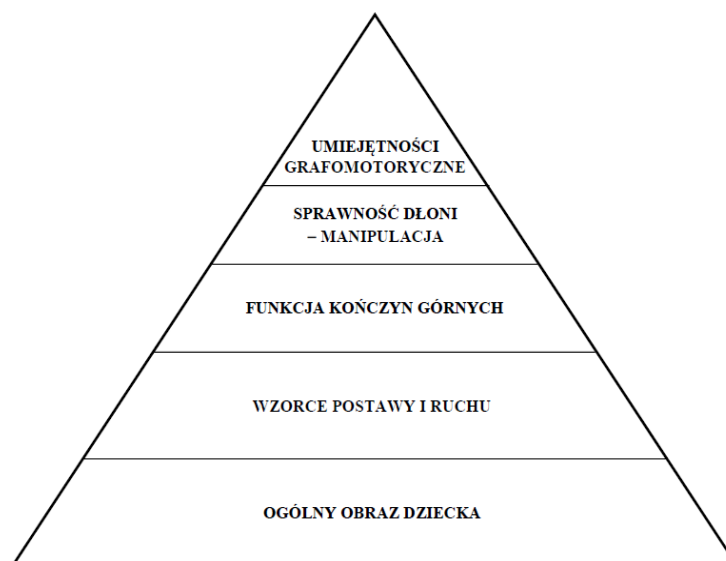 UMIEJĘTNOŚCI
GRAFOMOTORYCZNE
SPRAWNOŚĆ DŁONI
– MANIPULACJA
FUNKCJA KOŃCZYN GÓRNYCH
WZORCE POSTAWY I RUCHU
OGÓLNY OBRAZ DZIECKA